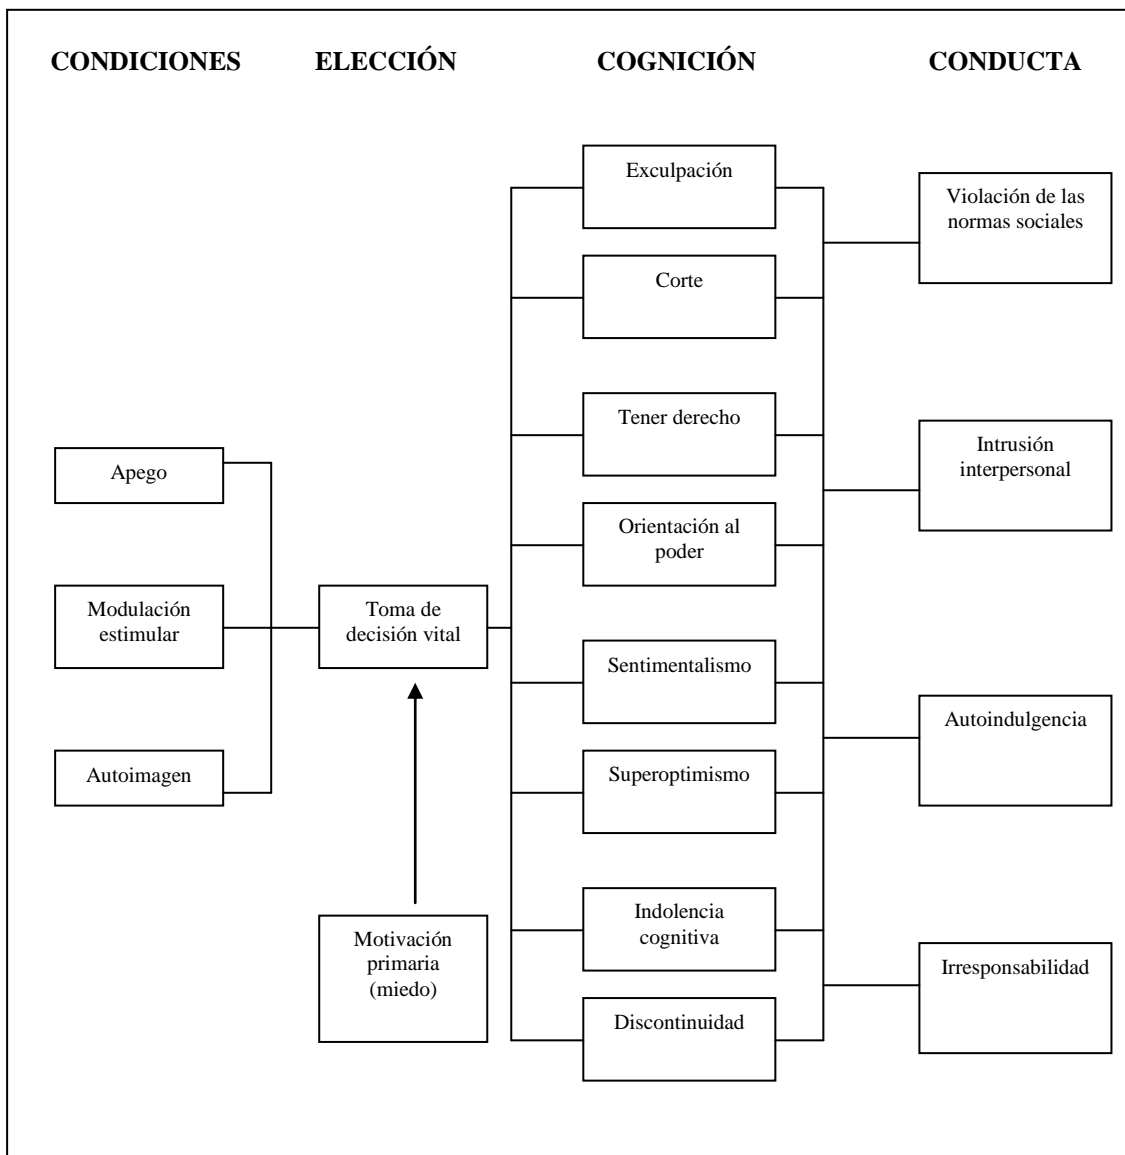 CONDICIONES
ELECCIÓN
COGNICIÓN
CONDUCTA
Apego
Modulación
estimular
Autoimagen
Toma de
decisión vital
Motivación
primaria
(miedo)
Exculpación
Corte
Tener derecho
Orientación al
poder
Sentimentalismo
Superoptimismo
Indolencia
cognitiva
Discontinuidad
Violación de las
normas sociales
Intrusión
interpersonal
Autoindulgencia
Irresponsabilidad